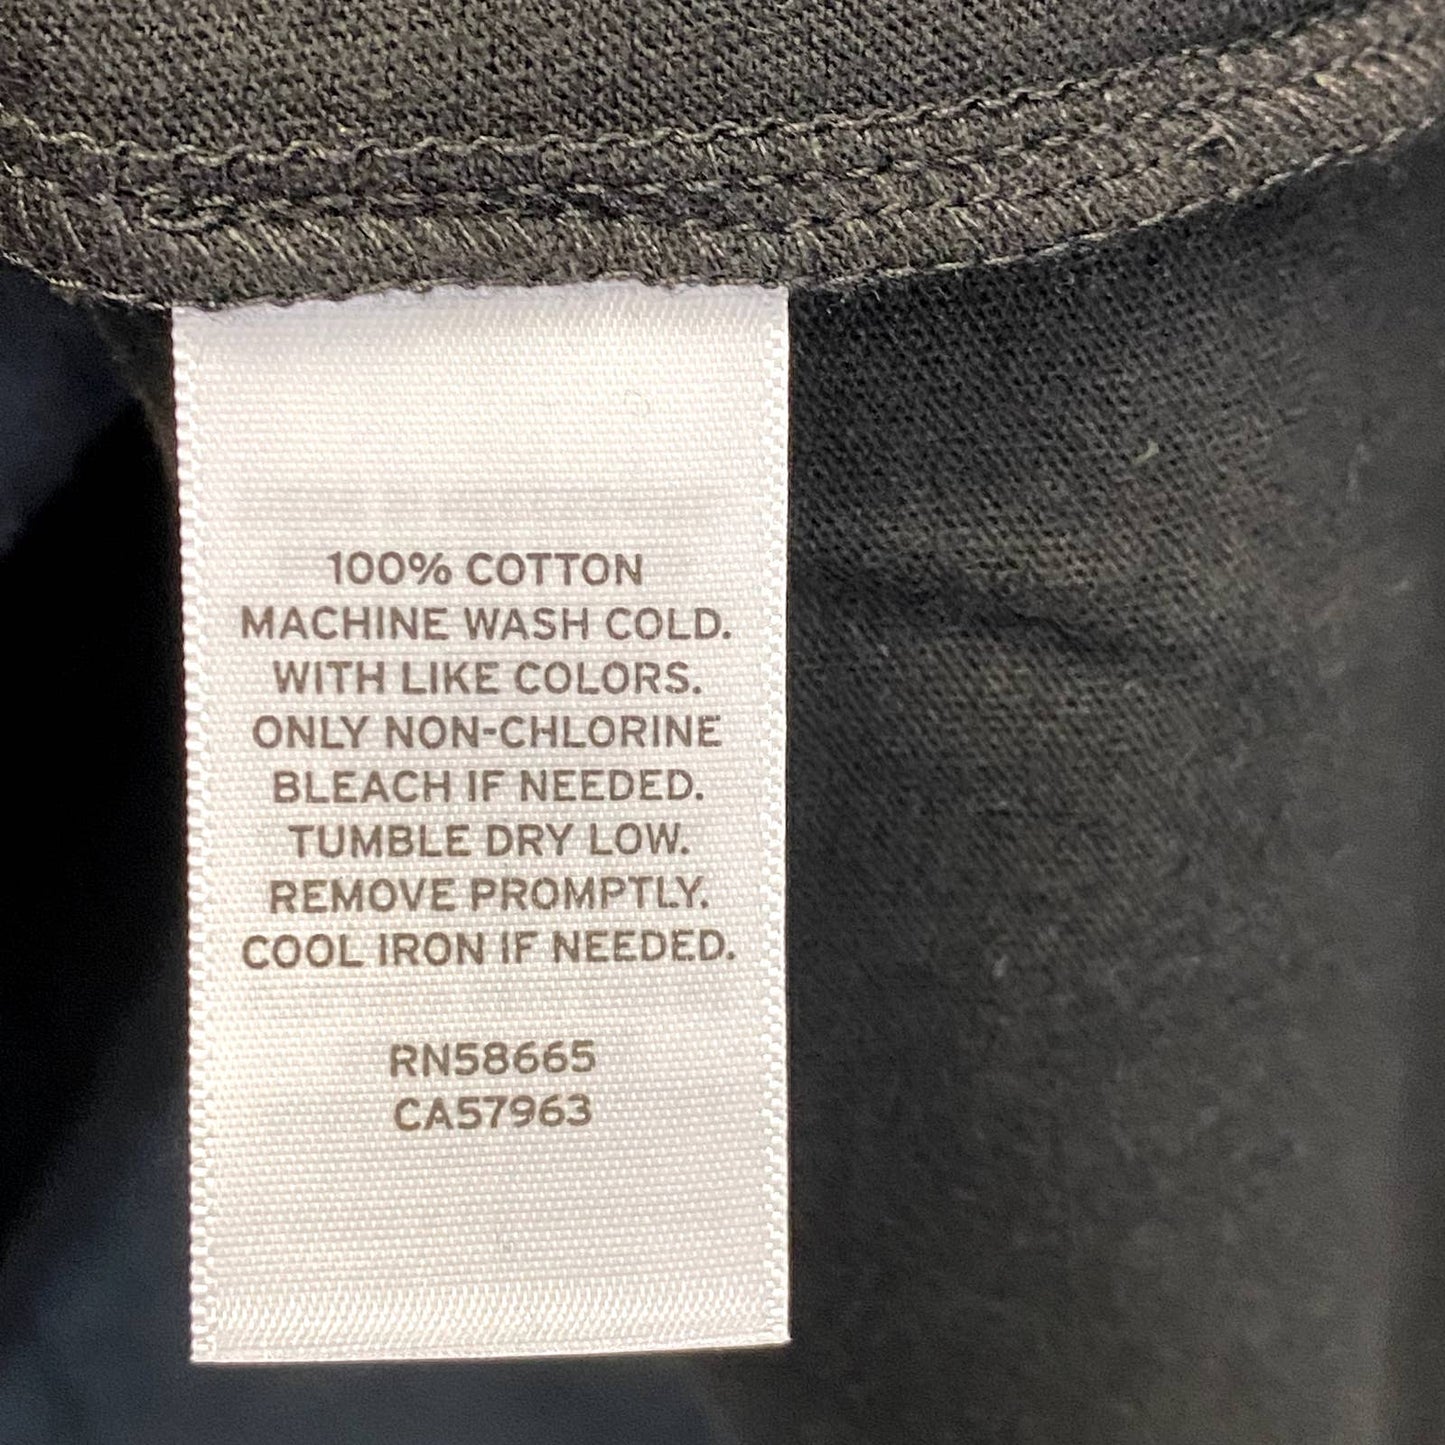 100% COTTON
MACHINE WASH COLD.
WITH LIKE COLORS.
ONLY NON-CHLORINE
BLEACH IF NEEDED.
TUMBLE DRY LOW.
REMOVE PROMPTLY.
COOL IRON IF NEEDED.
RN58665
CA57963